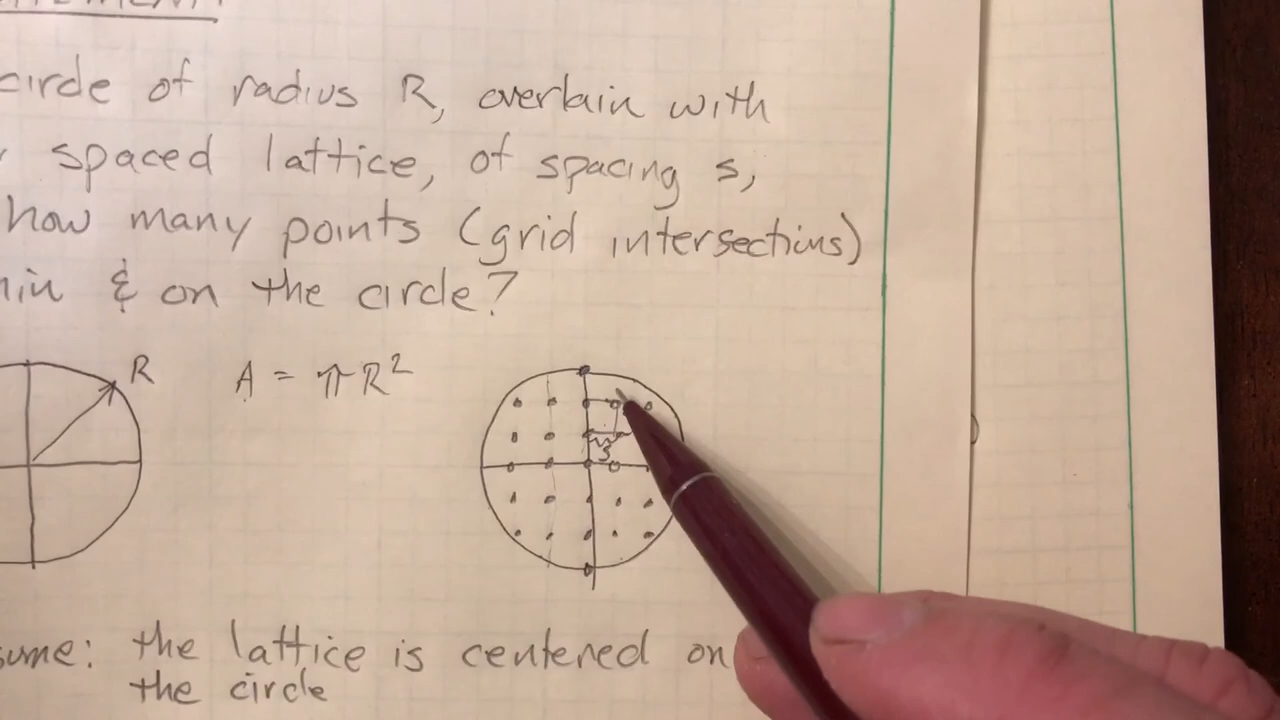 circle of radius R, overlain with
spaced lattice, of spacing s,
how many points (grid intersections)
& on the circle?
R
A = πR²
s
the lattice is centered on
the circle